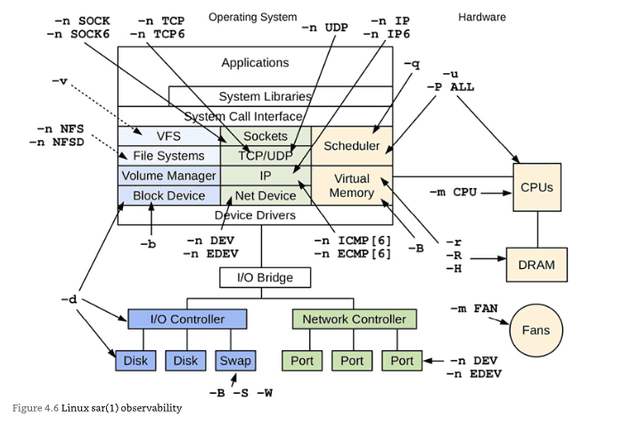 Operating System
Hardware
-n SOCK
-n SOCK6
-n TCP
-n TCP6
-n UDP
-n IP
-n IP6
-q
-u
-P ALL
Applications
System Libraries
System Call Interface
-v
VFS
Sockets
Scheduler
-n NFS
-n NFSD
File Systems
TCP/UDP
Volume Manager
IP
Virtual
Memory
Block Device
Net Device
Device Drivers
-m CPU
CPUs
-b
-n DEV
-n EDEV
-n ICMP[6]
-n ECMP[6]
-B
-r
-R
-H
DRAM
I/O Bridge
-d
I/O Controller
Network Controller
-m FAN
Fans
Disk
Disk
Swap
Port
Port
Port
-n DEV
-n EDEV
-B -S -W
Figure 4.6 Linux sar(1) observability